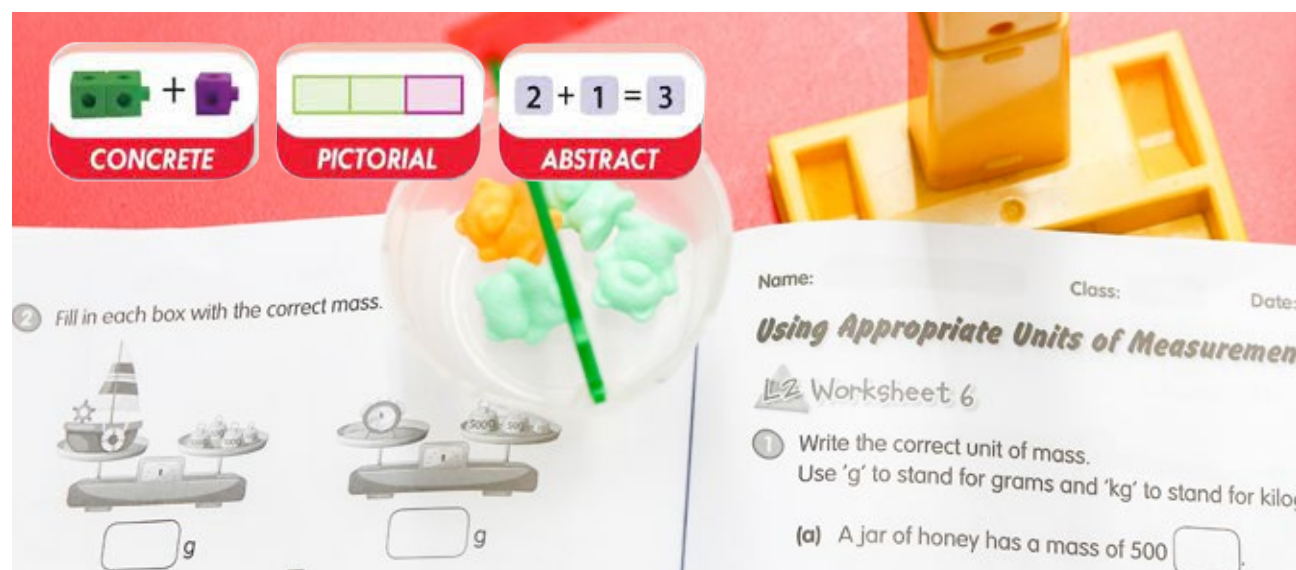 2 + 1 = 3
CONCRETE
PICTORIAL
ABSTRACT
2 Fill in each box with the correct mass.
500g 50g
g
g
Name:
Class:
Date:
Using Appropriate Units of Measuremen
L2 Worksheet 6
1 Write the correct unit of mass.
Use 'g' to stand for grams and 'kg' to stand for kilog
(a) A jar of honey has a mass of 500 .